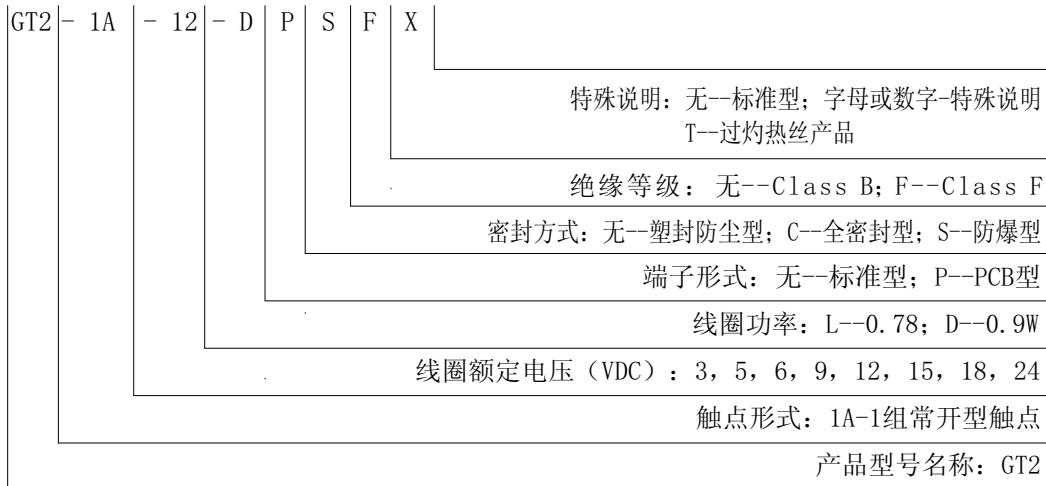 GT2 - 1A - 12 - D P S F X
特殊说明：无--标准型；字母或数字-特殊说明
T--过灼热丝产品
绝缘等级：无--Class B；F--Class F
密封方式：无--塑封防尘型；C--全密封型；S--防爆型
端子形式：无--标准型；P--PCB型
线圈功率：L--0.78；D--0.9W
线圈额定电压（VDC）：3，5，6，9，12，15，18，24
触点形式：1A-1组常开型触点
产品型号名称：GT2